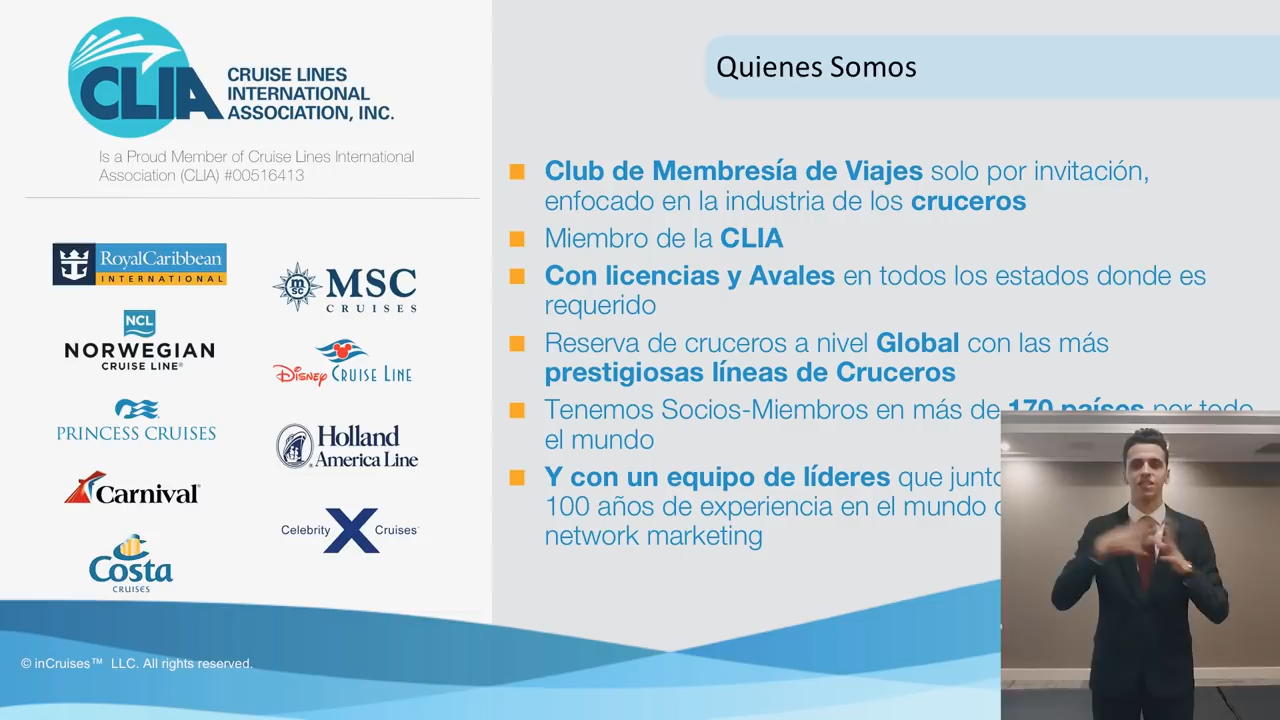 CLIA
CRUISE LINES
INTERNATIONAL
ASSOCIATION, INC.
Is a Proud Member of Cruise Lines International
Association (CLIA) #00516413
RoyalCaribbean
INTERNATIONAL
msc
MSC
CRUISES
NCL
NORWEGIAN
CRUISE LINE®
Disney CRUISE LINE
PRINCESS CRUISES
Holland
America Line
Carnival
Celebrity X Cruises
Costa
CRUISES
© inCruises™ LLC. All rights reserved.
Quienes Somos
Club de Membresía de Viajes solo por invitación,
enfocado en la industria de los cruceros
Miembro de la CLIA
Con licencias y Avales en todos los estados donde es
requerido
Reserva de cruceros a nivel Global con las más
prestigiosas líneas de Cruceros
Tenemos Socios-Miembros en más de 170 países por todo
el mundo
Y con un equipo de líderes que
100 años de experiencia en el mundo
network marketing